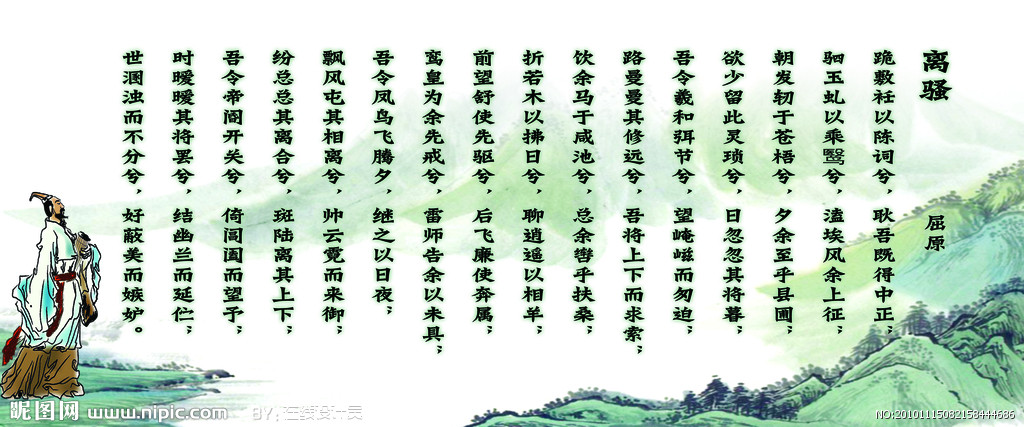 离骚
屈原
跪敷衽以陈词兮，耿吾既得中正；
驷玉虬以乘鹥兮，溘埃风余上征；
朝发轫于苍梧兮，夕余至乎县圃；
欲少留此灵琐兮，日忽忽其将暮；
吾令羲和弭节兮，望崦嵫而勿迫；
路曼曼其修远兮，吾将上下而求索；
饮余马于咸池兮，总余辔乎扶桑；
折若木以拂日兮，聊逍遥以相羊；
前望舒使先驱兮，后飞廉使奔属；
鸾皇为余先戒兮，雷师告余以未具；
吾令凤鸟飞腾夕，继之以日夜；
飘风屯其相离兮，帅云霓而来御；
纷总总其离合兮，斑陆离其上下；
吾令帝阍开关兮，倚阊阖而望予；
时暧暧其将罢兮，结幽兰而延伫；
世溷浊而不分兮，好蔽美而嫉妒。
昵图网 www.nipic.com BY: 在线设计员
NO:20101115082158444586